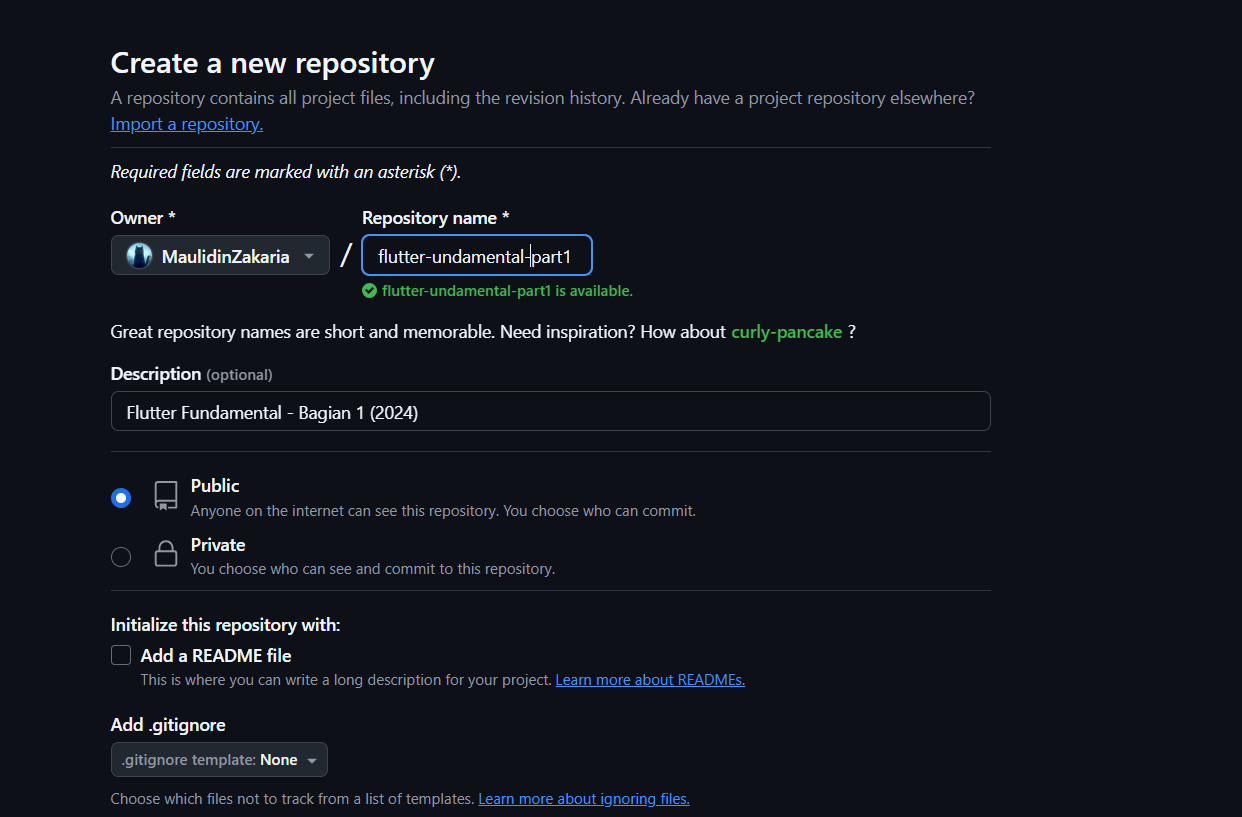 Create a new repository
A repository contains all project files, including the revision history. Already have a project repository elsewhere?
Import a repository.
Required fields are marked with an asterisk (*).
Owner * Repository name *
MaulidinZakaria / flutter-undamental-part1
flutter-undamental-part1 is available.
Great repository names are short and memorable. Need inspiration? How about curly-pancake ?
Description (optional)
Flutter Fundamental - Bagian 1 (2024)
Public
Anyone on the internet can see this repository. You choose who can commit.
Private
You choose who can see and commit to this repository.
Initialize this repository with:
Add a README file
This is where you can write a long description for your project. Learn more about READMEs.
Add .gitignore
.gitignore template: None
Choose which files not to track from a list of templates. Learn more about ignoring files.